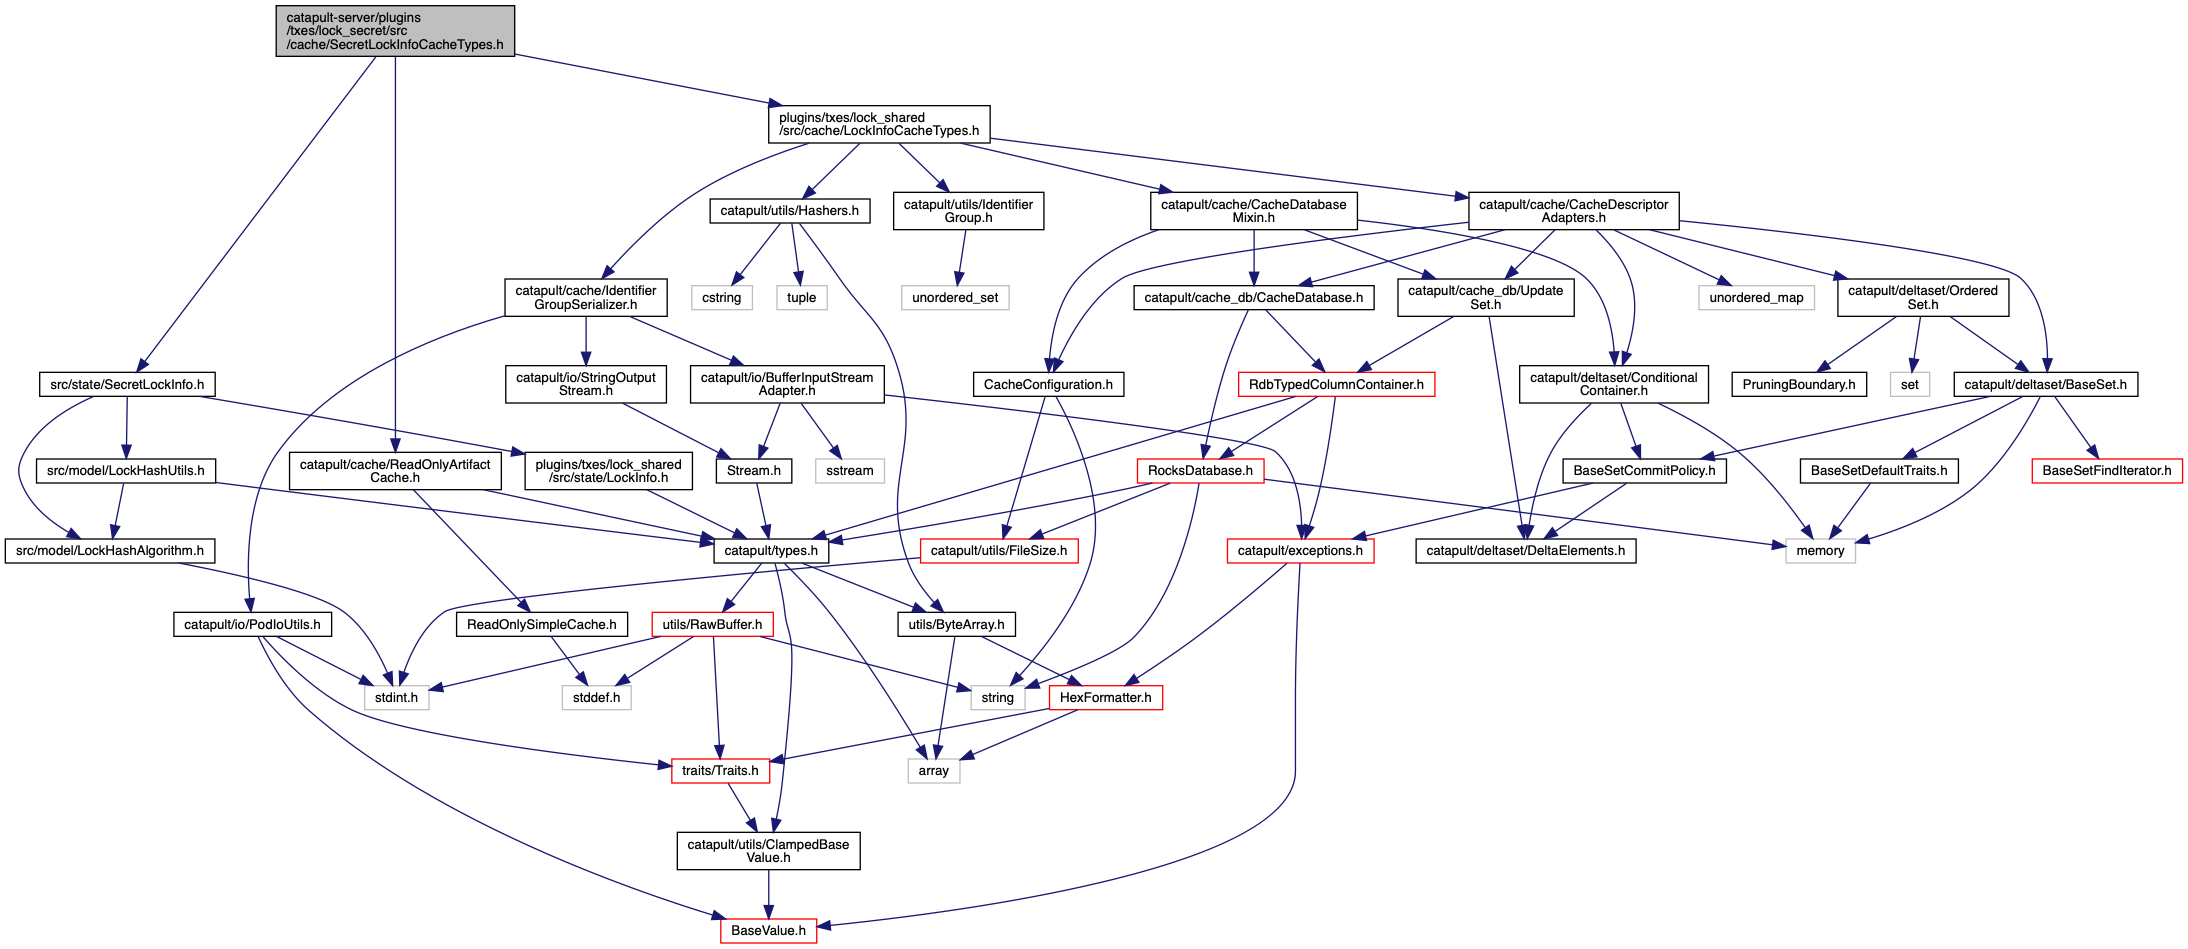 catapult-server/plugins
/txes/lock_secret/src
/cache/SecretLockInfoCacheTypes.h
plugins/txes/lock_shared
/src/cache/LockInfoCacheTypes.h
catapult/utils/Hashers.h
catapult/utils/Identifier
Group.h
catapult/cache/CacheDatabase
Mixin.h
catapult/cache/CacheDescriptor
Adapters.h
catapult/cache/Identifier
GroupSerializer.h
cstring
tuple
unordered_set
catapult/cache_db/CacheDatabase.h
catapult/cache_db/Update
Set.h
unordered_map
catapult/deltaset/Ordered
Set.h
src/state/SecretLockInfo.h
catapult/io/StringOutput
Stream.h
catapult/io/BufferInputStream
Adapter.h
CacheConfiguration.h
RdbTypedColumnContainer.h
catapult/deltaset/Conditional
Container.h
PruningBoundary.h
set
catapult/deltaset/BaseSet.h
src/model/LockHashUtils.h
catapult/cache/ReadOnlyArtifact
Cache.h
plugins/txes/lock_shared
/src/state/LockInfo.h
Stream.h
sstream
RocksDatabase.h
BaseSetCommitPolicy.h
BaseSetDefaultTraits.h
BaseSetFindIterator.h
src/model/LockHashAlgorithm.h
catapult/types.h
catapult/utils/FileSize.h
catapult/exceptions.h
catapult/deltaset/DeltaElements.h
memory
catapult/io/PodIoUtils.h
ReadOnlySimpleCache.h
utils/RawBuffer.h
utils/ByteArray.h
stdint.h
stddef.h
string
HexFormatter.h
traits/Traits.h
array
catapult/utils/ClampedBase
Value.h
BaseValue.h